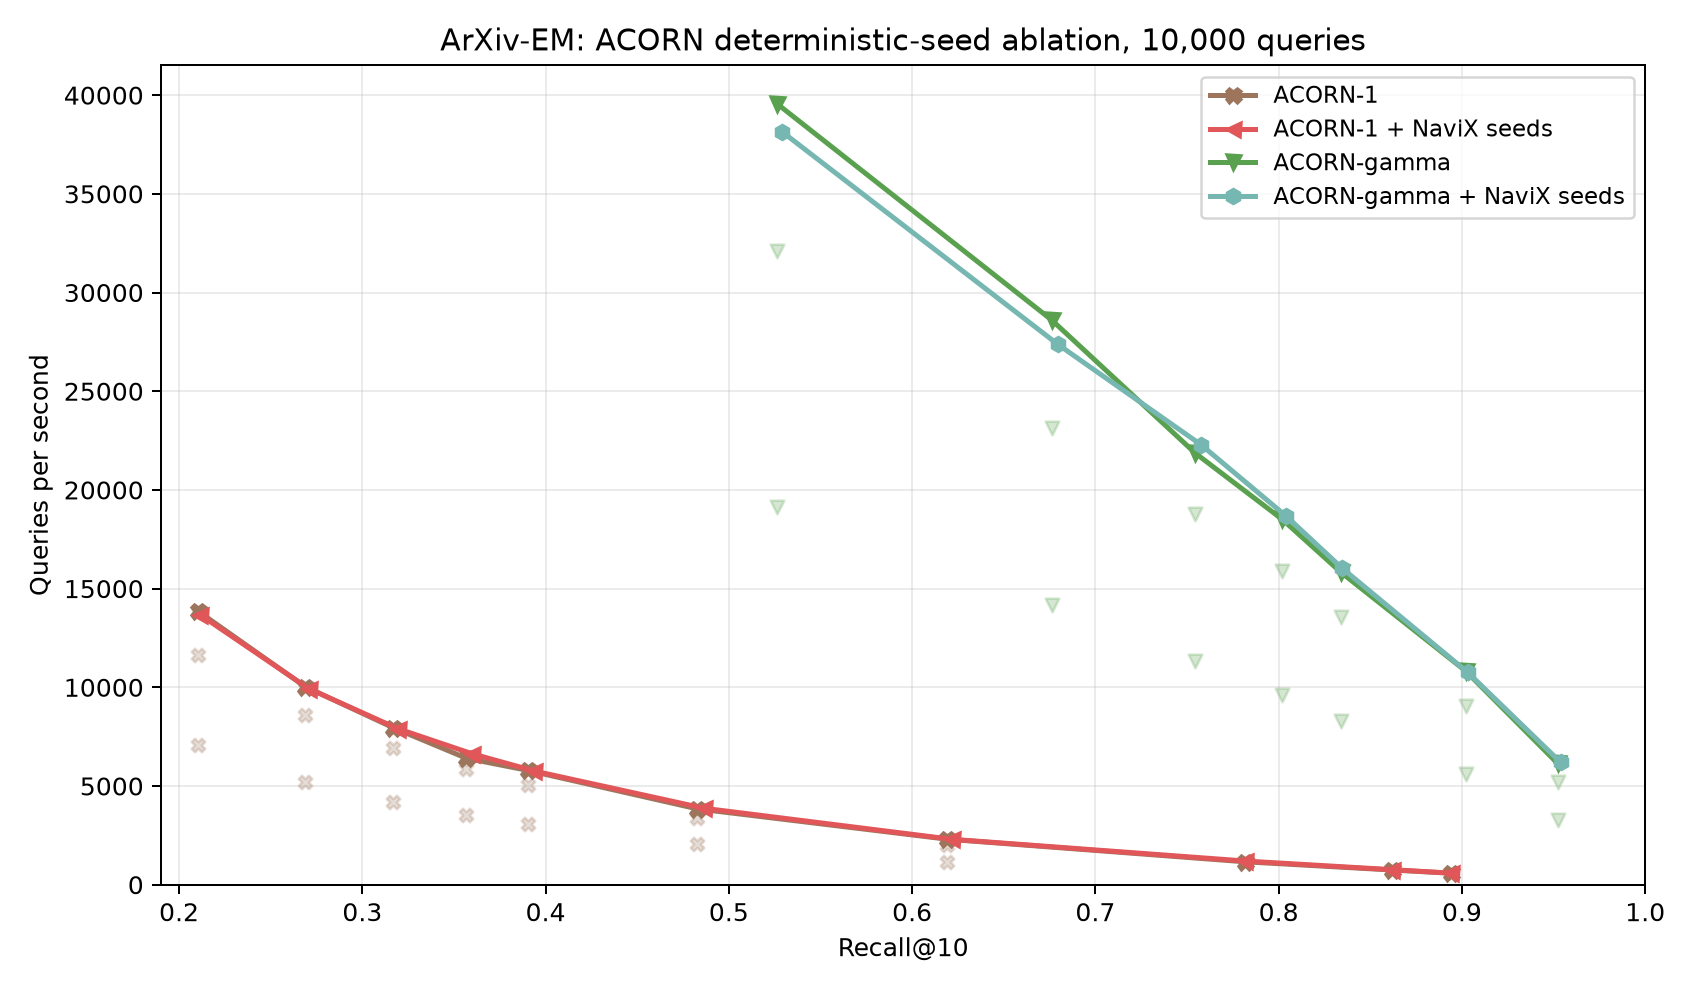 ArXiv-EM: ACORN deterministic-seed ablation, 10,000 queries
ACORN-1
ACORN-1 + NaviX seeds
ACORN-gamma
ACORN-gamma + NaviX seeds
Queries per second
40000
35000
30000
25000
20000
15000
10000
5000
0
0.2 0.3 0.4 0.5 0.6 0.7 0.8 0.9 1.0
Recall@10